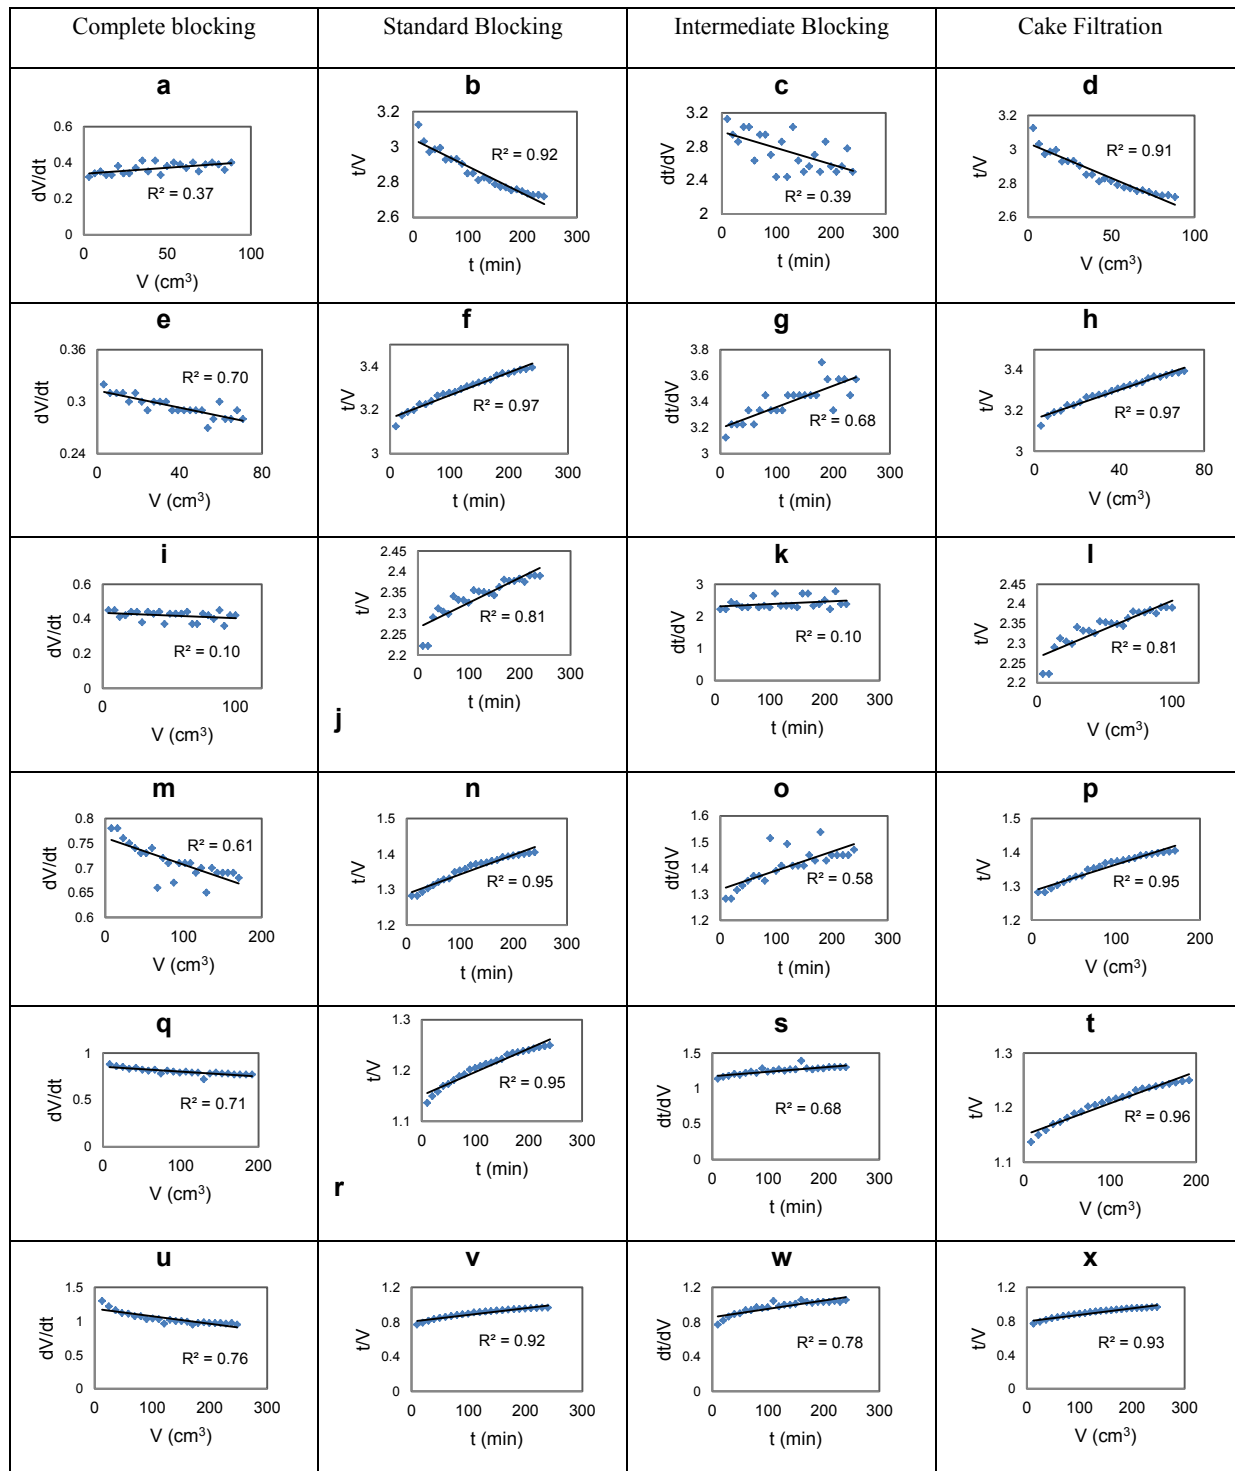 Complete blocking Standard Blocking Intermediate Blocking Cake Filtration
a
dV/dt
0.6
0.4
0.2
0
R² = 0.37
0 50 100
V (cm³)
b
t/V
3.2
3
2.8
2.6
R² = 0.92
0 100 200 300
t (min)
c
dt/dV
3.2
2.8
2.4
2
R² = 0.39
0 100 200 300
t (min)
d
t/V
3.2
3
2.8
2.6
R² = 0.91
0 50 100
V (cm³)
e
dV/dt
0.36
0.3
0.24
R² = 0.70
0 40 80
V (cm³)
f
t/V
3.4
3.2
3
R² = 0.97
0 100 200 300
t (min)
g
dt/dV
3.8
3.6
3.4
3.2
3
R² = 0.68
0 100 200 300
t (min)
h
t/V
3.4
3.2
3
R² = 0.97
0 40 80
V (cm³)
i
dV/dt
0.6
0.4
0.2
0
R² = 0.10
0 100
V (cm³)
j
t/V
2.45
2.4
2.35
2.3
2.25
2.2
R² = 0.81
0 100 200 300
t (min)
k
dt/dV
3
2
1
0
R² = 0.10
0 100 200 300
t (min)
l
t/V
2.45
2.4
2.35
2.3
2.25
2.2
R² = 0.81
0 100
V (cm³)
m
dV/dt
0.8
0.75
0.7
0.65
0.6
R² = 0.61
0 100 200
V (cm³)
n
t/V
1.5
1.4
1.3
1.2
R² = 0.95
0 100 200 300
t (min)
o
dt/dV
1.6
1.5
1.4
1.3
1.2
R² = 0.58
0 100 200 300
t (min)
p
t/V
1.5
1.4
1.3
1.2
R² = 0.95
0 100 200
V (cm³)
q
dV/dt
1
0.5
0
R² = 0.71
0 100 200
V (cm³)
r
t/V
1.3
1.2
1.1
R² = 0.95
0 100 200 300
t (min)
s
dt/dV
1.5
1
0.5
0
R² = 0.68
0 100 200 300
t (min)
t
t/V
1.3
1.2
1.1
R² = 0.96
0 100 200
V (cm³)
u
dV/dt
1.5
1
0.5
0
R² = 0.76
0 100 200 300
V (cm³)
v
t/V
1.2
0.8
0.4
0
R² = 0.92
0 100 200 300
t (min)
w
dt/dV
1.2
0.8
0.4
0
R² = 0.78
0 100 200 300
t (min)
x
t/V
1.2
0.8
0.4
0
R² = 0.93
0 100 200 300
V (cm³)